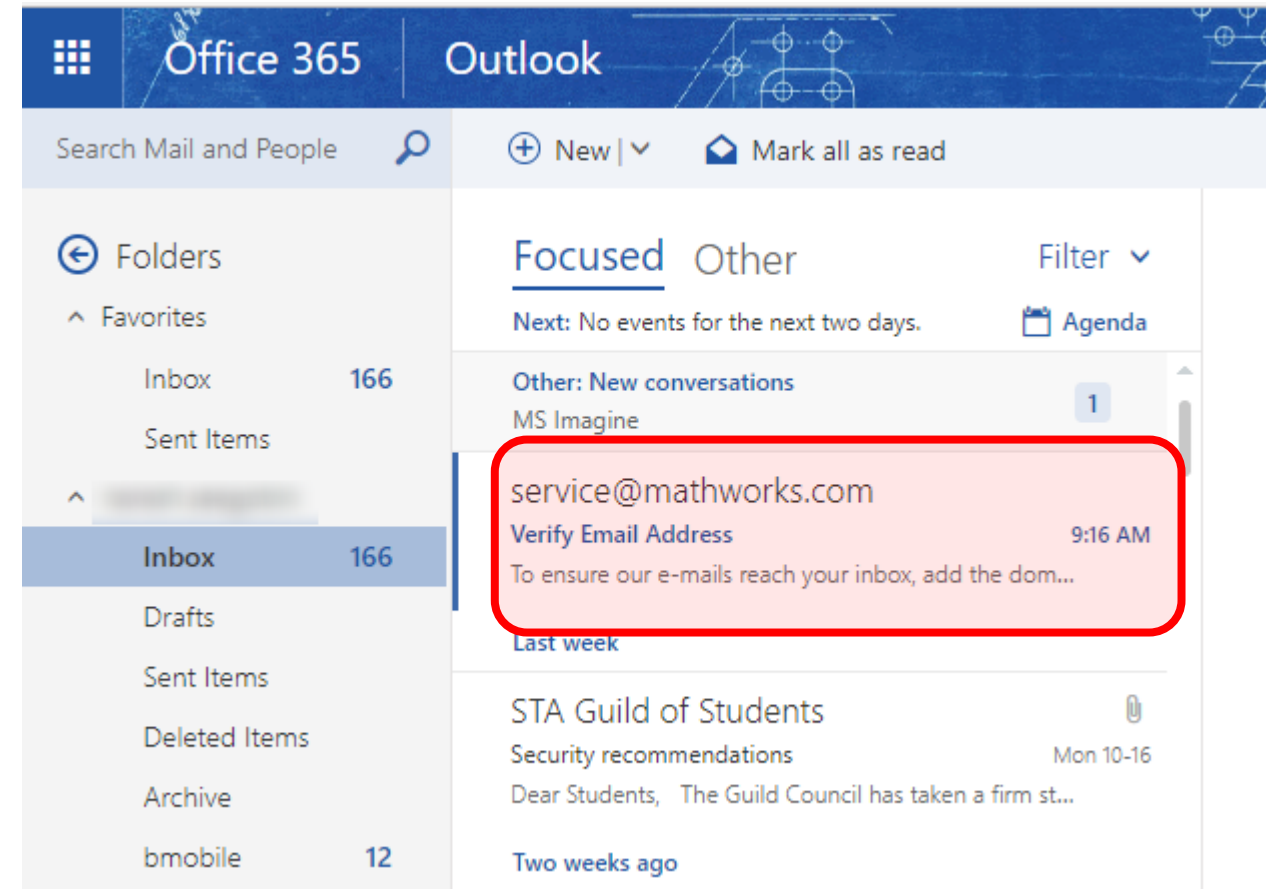 Office 365
Outlook
Search Mail and People
New
Mark all as read
Folders
Favorites
Inbox 166
Sent Items
Inbox 166
Drafts
Sent Items
Deleted Items
Archive
bmobile 12
Focused Other Filter
Next: No events for the next two days. Agenda
Other: New conversations
MS Imagine
1
service@mathworks.com
Verify Email Address 9:16 AM
To ensure our e-mails reach your inbox, add the dom...
Last week
STA Guild of Students
Security recommendations Mon 10-16
Dear Students, The Guild Council has taken a firm st...
Two weeks ago